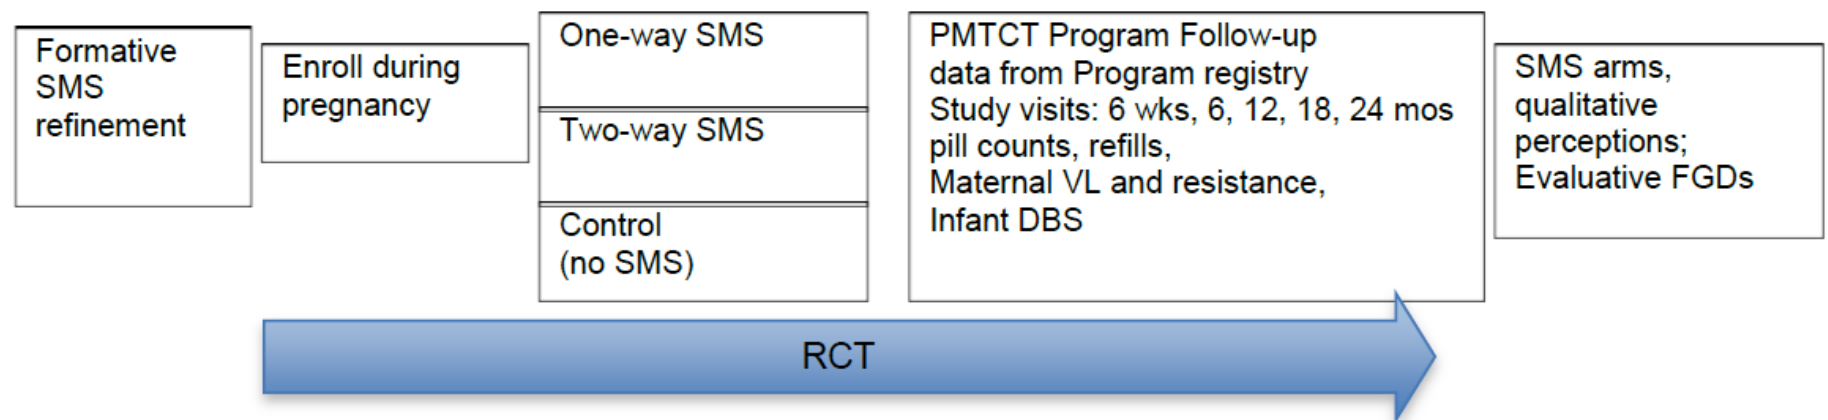 Formative
SMS
refinement
Enroll during
pregnancy
One-way SMS
Two-way SMS
Control
(no SMS)
PMTCT Program Follow-up
data from Program registry
Study visits: 6 wks, 6, 12, 18, 24 mos
pill counts, refills,
Maternal VL and resistance,
Infant DBS
SMS arms,
qualitative
perceptions;
Evaluative FGDs
RCT